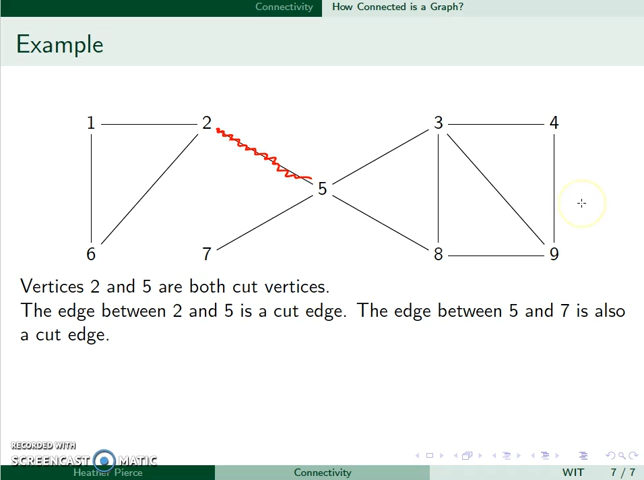 Connectivity How Connected is a Graph?
Example
1 2 3 4
5
6 7 8 9
Vertices 2 and 5 are both cut vertices.
The edge between 2 and 5 is a cut edge. The edge between 5 and 7 is also
a cut edge.
RECORDED WITH
SCREENCAST MATIC
Heather Pierce Connectivity WIT 7 / 7